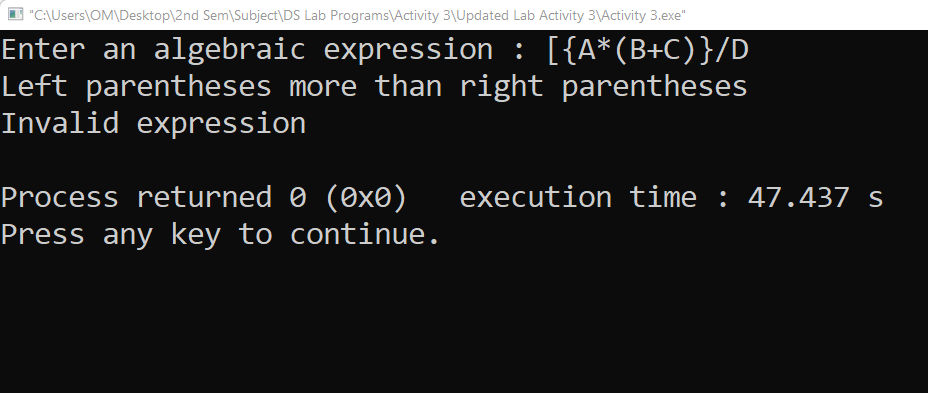 "C:\Users\OM\Desktop\2nd Sem\Subject\DS Lab Programs\Activity 3\Updated Lab Activity 3\Activity 3.exe"
Enter an algebraic expression : [{A*(B+C)}/D
Left parentheses more than right parentheses
Invalid expression
Process returned 0 (0x0)   execution time : 47.437 s
Press any key to continue.